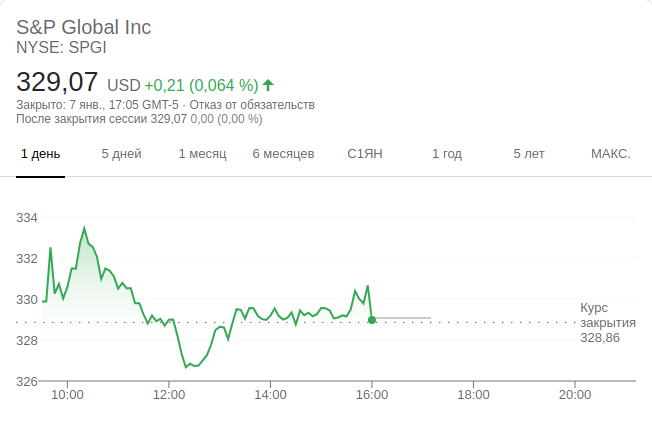 S&P Global Inc
NYSE: SPGI
329,07 USD +0,21 (0,064 %)
Закрыто: 7 янв., 17:05 GMT-5 · Отказ от обязательств
После закрытия сессии 329,07 0,00 (0,00 %)
1 день 5 дней 1 месяц 6 месяцев С1ЯН 1 год 5 лет МАКС.
334
332
330
328
326
Курс
закрытия
328,86
10:00 12:00 14:00 16:00 18:00 20:00